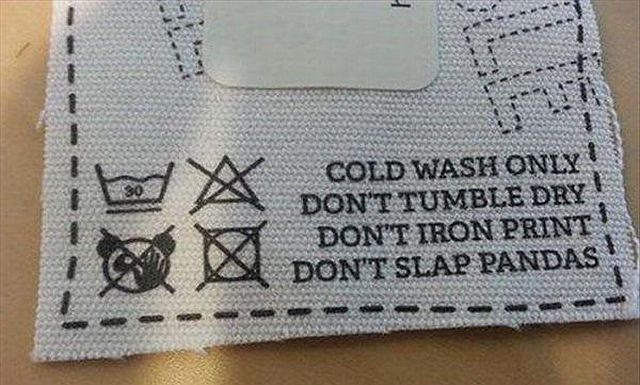 30
COLD WASH ONLY
DON'T TUMBLE DRY
DON'T IRON PRINT
DON'T SLAP PANDAS